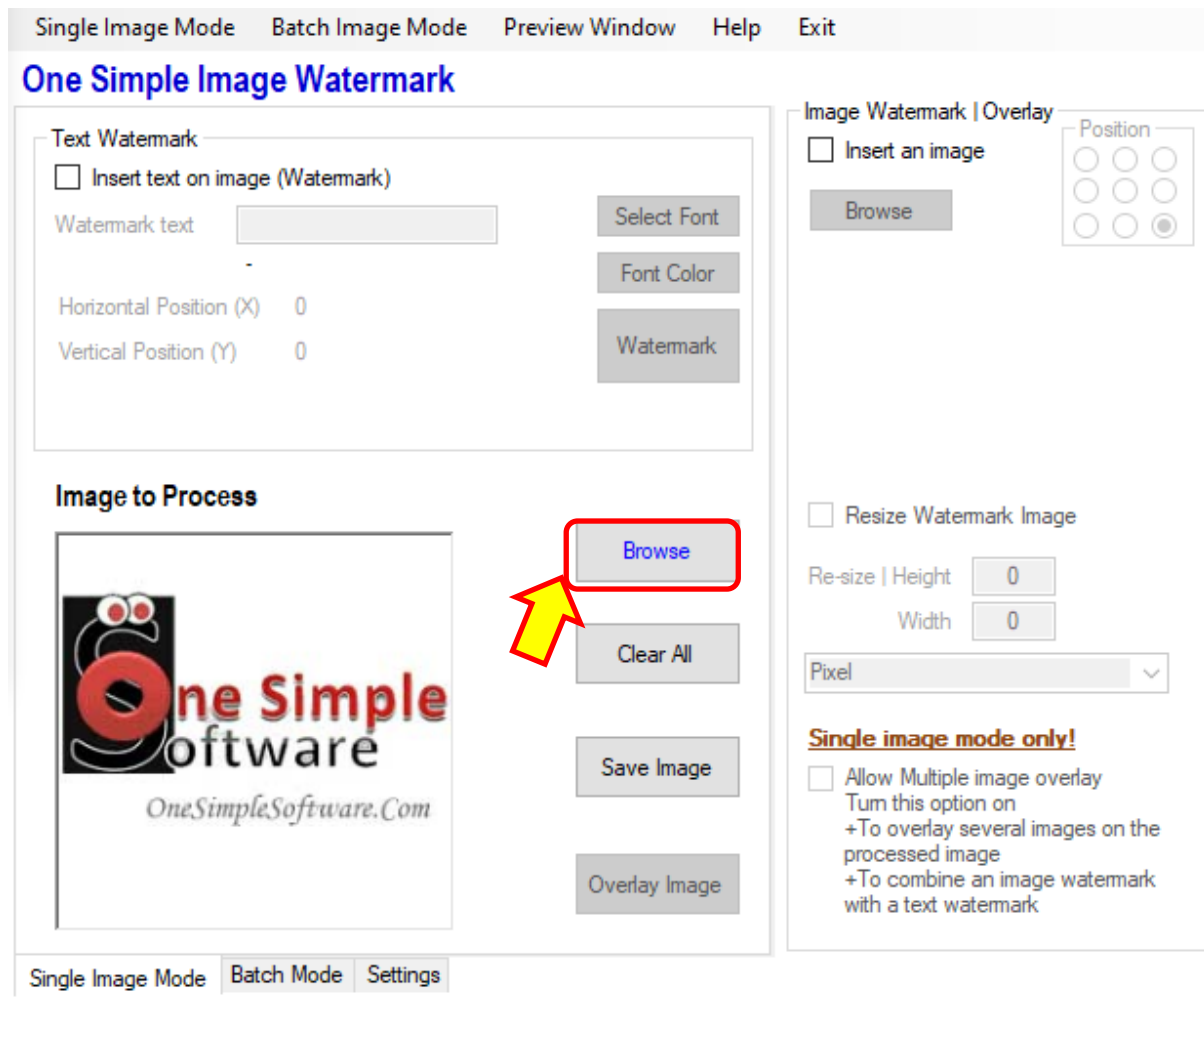 Single Image Mode Batch Image Mode Preview Window Help Exit
One Simple Image Watermark
Text Watermark
Insert text on image (Watermark)
Watermark text
Select Font
-
Font Color
Horizontal Position (X) 0
Vertical Position (Y) 0
Watermark
Image to Process
Browse
Clear All
Save Image
Overlay Image
One Simple
Software
OneSimpleSoftware.Com
Single Image Mode Batch Mode Settings
Image Watermark | Overlay
Insert an image
Position
Browse
Resize Watermark Image
Re-size | Height 0
Width 0
Pixel
Single image mode only!
Allow Multiple image overlay
Turn this option on
+To overlay several images on the
processed image
+To combine an image watermark
with a text watermark